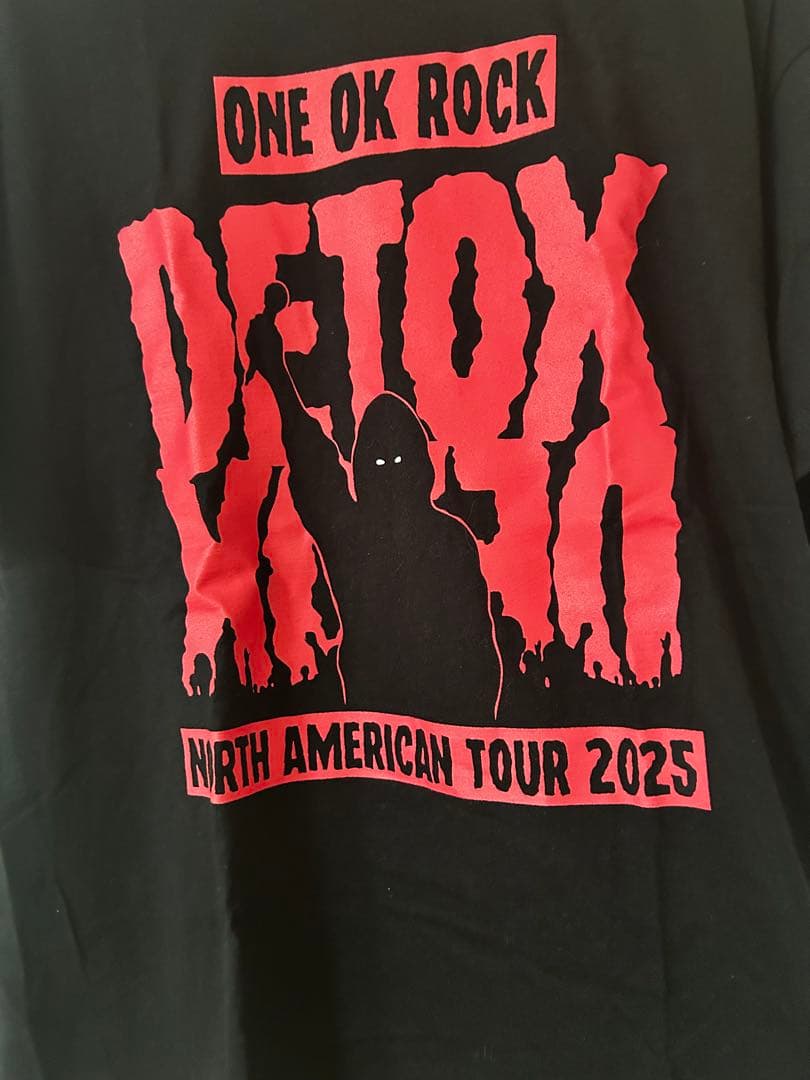 ONE OK ROCK
DETOX
NORTH AMERICAN TOUR 2025